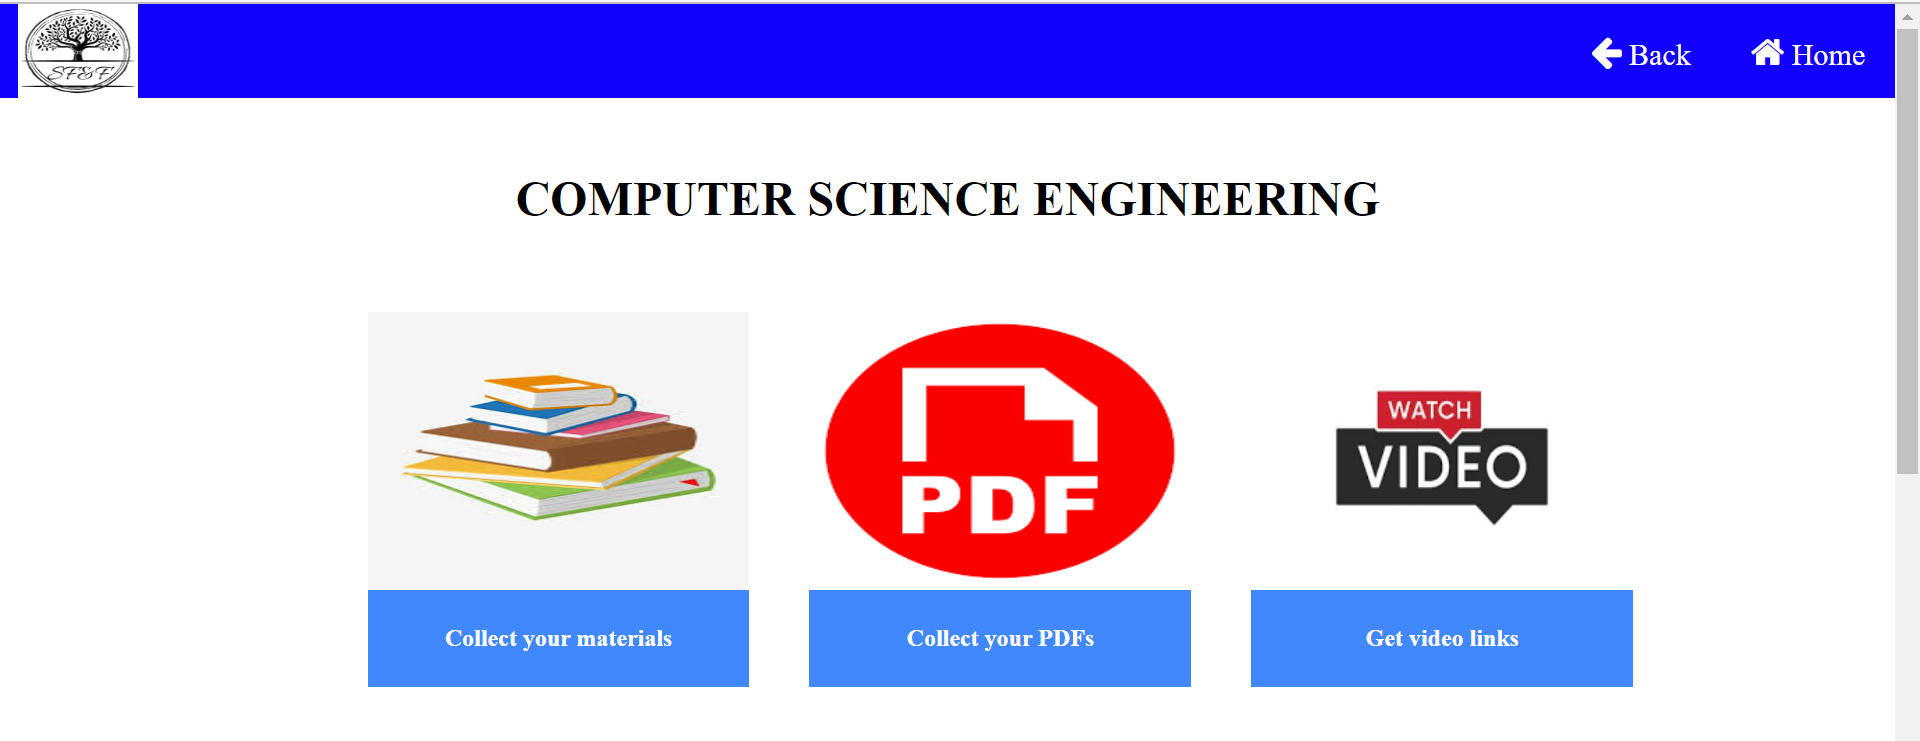 SF&F
Back
Home
COMPUTER SCIENCE ENGINEERING
PDF
WATCH
VIDEO
Collect your materials
Collect your PDFs
Get video links